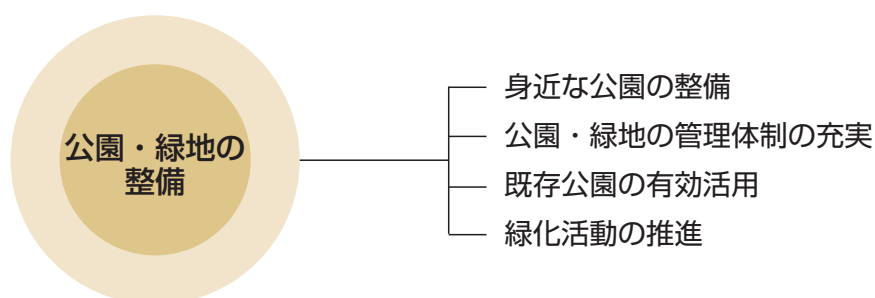 公園・緑地の
整備
身近な公園の整備
公園・緑地の管理体制の充実
既存公園の有効活用
緑化活動の推進